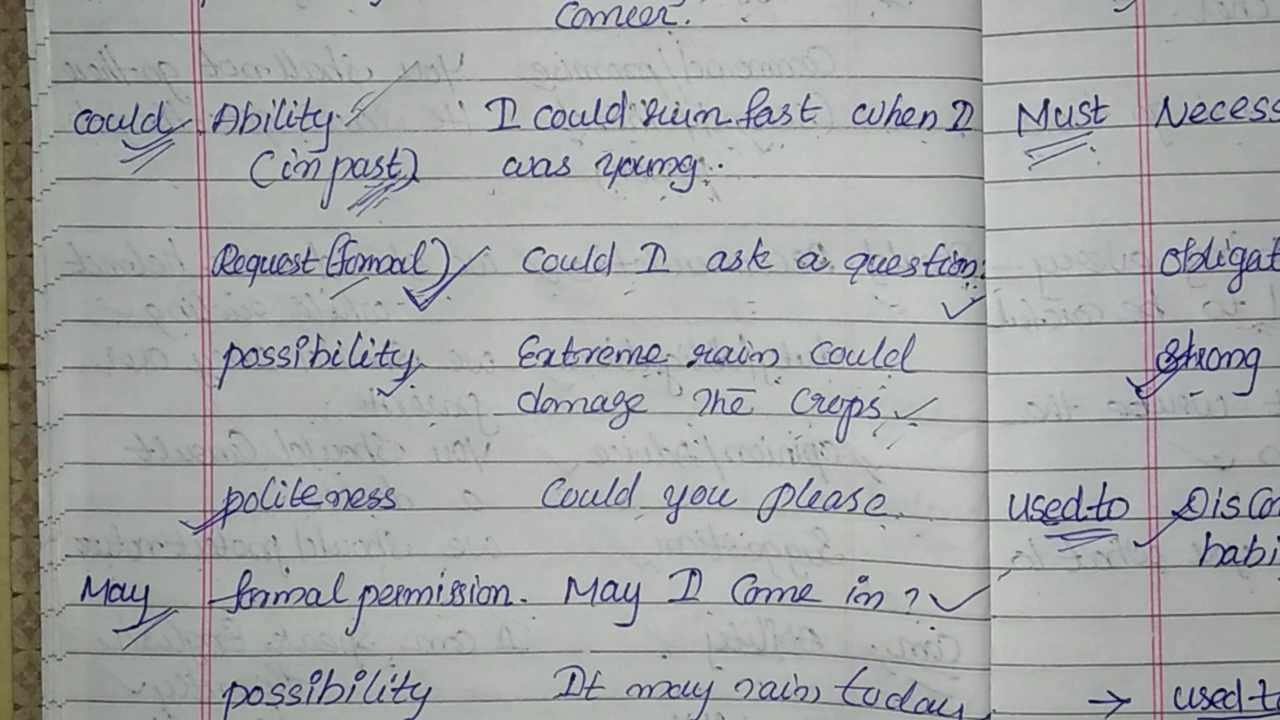 Career.
Could Ability I could run fast when I
(in past) was young.
Request (formal) Could I ask a question.
possibility Extreme rain could
damage the crops
politeness Could you please
May formal permission. May I come in?
possibility It may rain today
Must Necess
Obligat
Strong
used to Disco
habi
→ used t